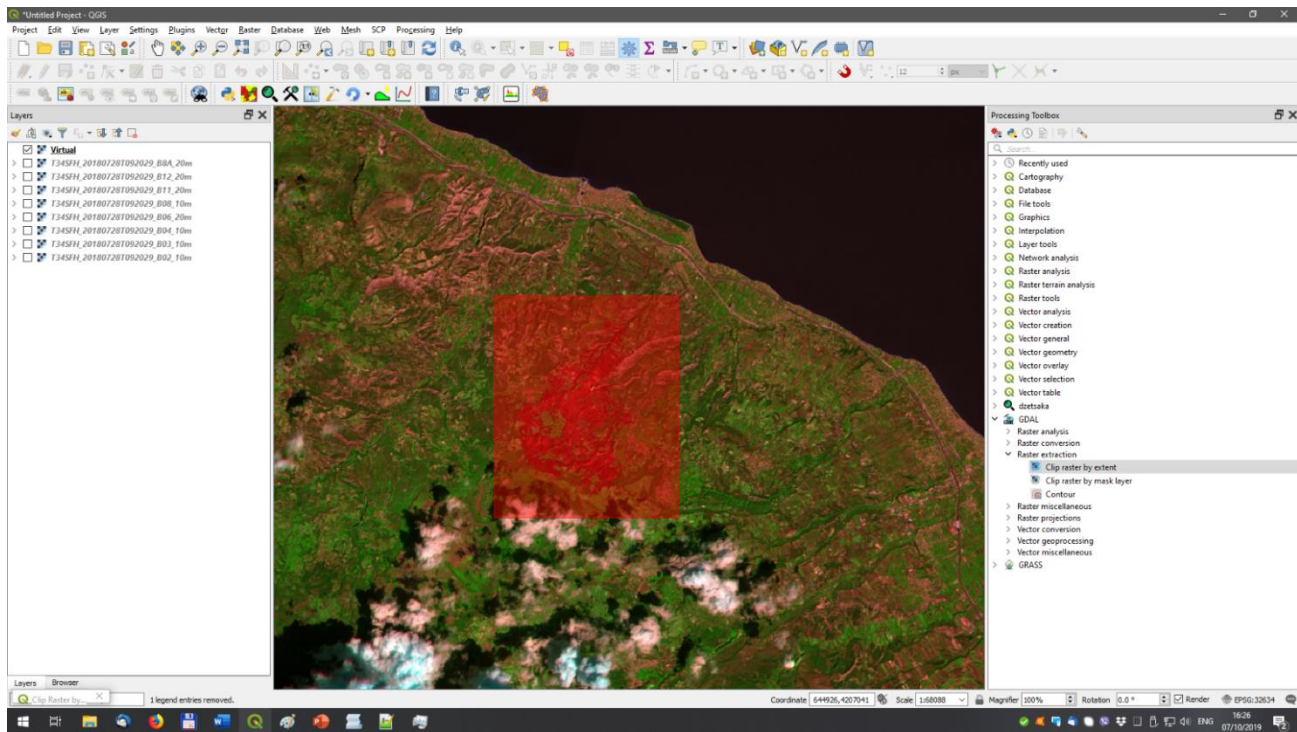 *Untitled Project - QGIS
Project Edit View Layer Settings Plugins Vector Raster Database Web Mesh SCP Processing Help
12 px
Layers
Virtual
T34SFH_20180728T092029_B8A_20m
T34SFH_20180728T092029_B12_20m
T34SFH_20180728T092029_B11_20m
T34SFH_20180728T092029_B08_10m
T34SFH_20180728T092029_B06_20m
T34SFH_20180728T092029_B04_10m
T34SFH_20180728T092029_B03_10m
T34SFH_20180728T092029_B02_10m
Layers Browser
Processing Toolbox
Search...
Recently used
Cartography
Database
File tools
Graphics
Interpolation
Layer tools
Network analysis
Raster analysis
Raster terrain analysis
Raster tools
Vector analysis
Vector creation
Vector general
Vector geometry
Vector overlay
Vector selection
Vector table
dzetsaka
GDAL
Raster analysis
Raster conversion
Raster extraction
Clip raster by extent
Clip raster by mask layer
Contour
Raster miscellaneous
Raster projections
Vector conversion
Vector geoprocessing
Vector miscellaneous
GRASS
Clip Raster by... 1 legend entries removed. Coordinate 644926,4207041 Scale 1:68088 Magnifier 100% Rotation 0.0 ° Render EPSG:32634
ENG 16:26
07/10/2019